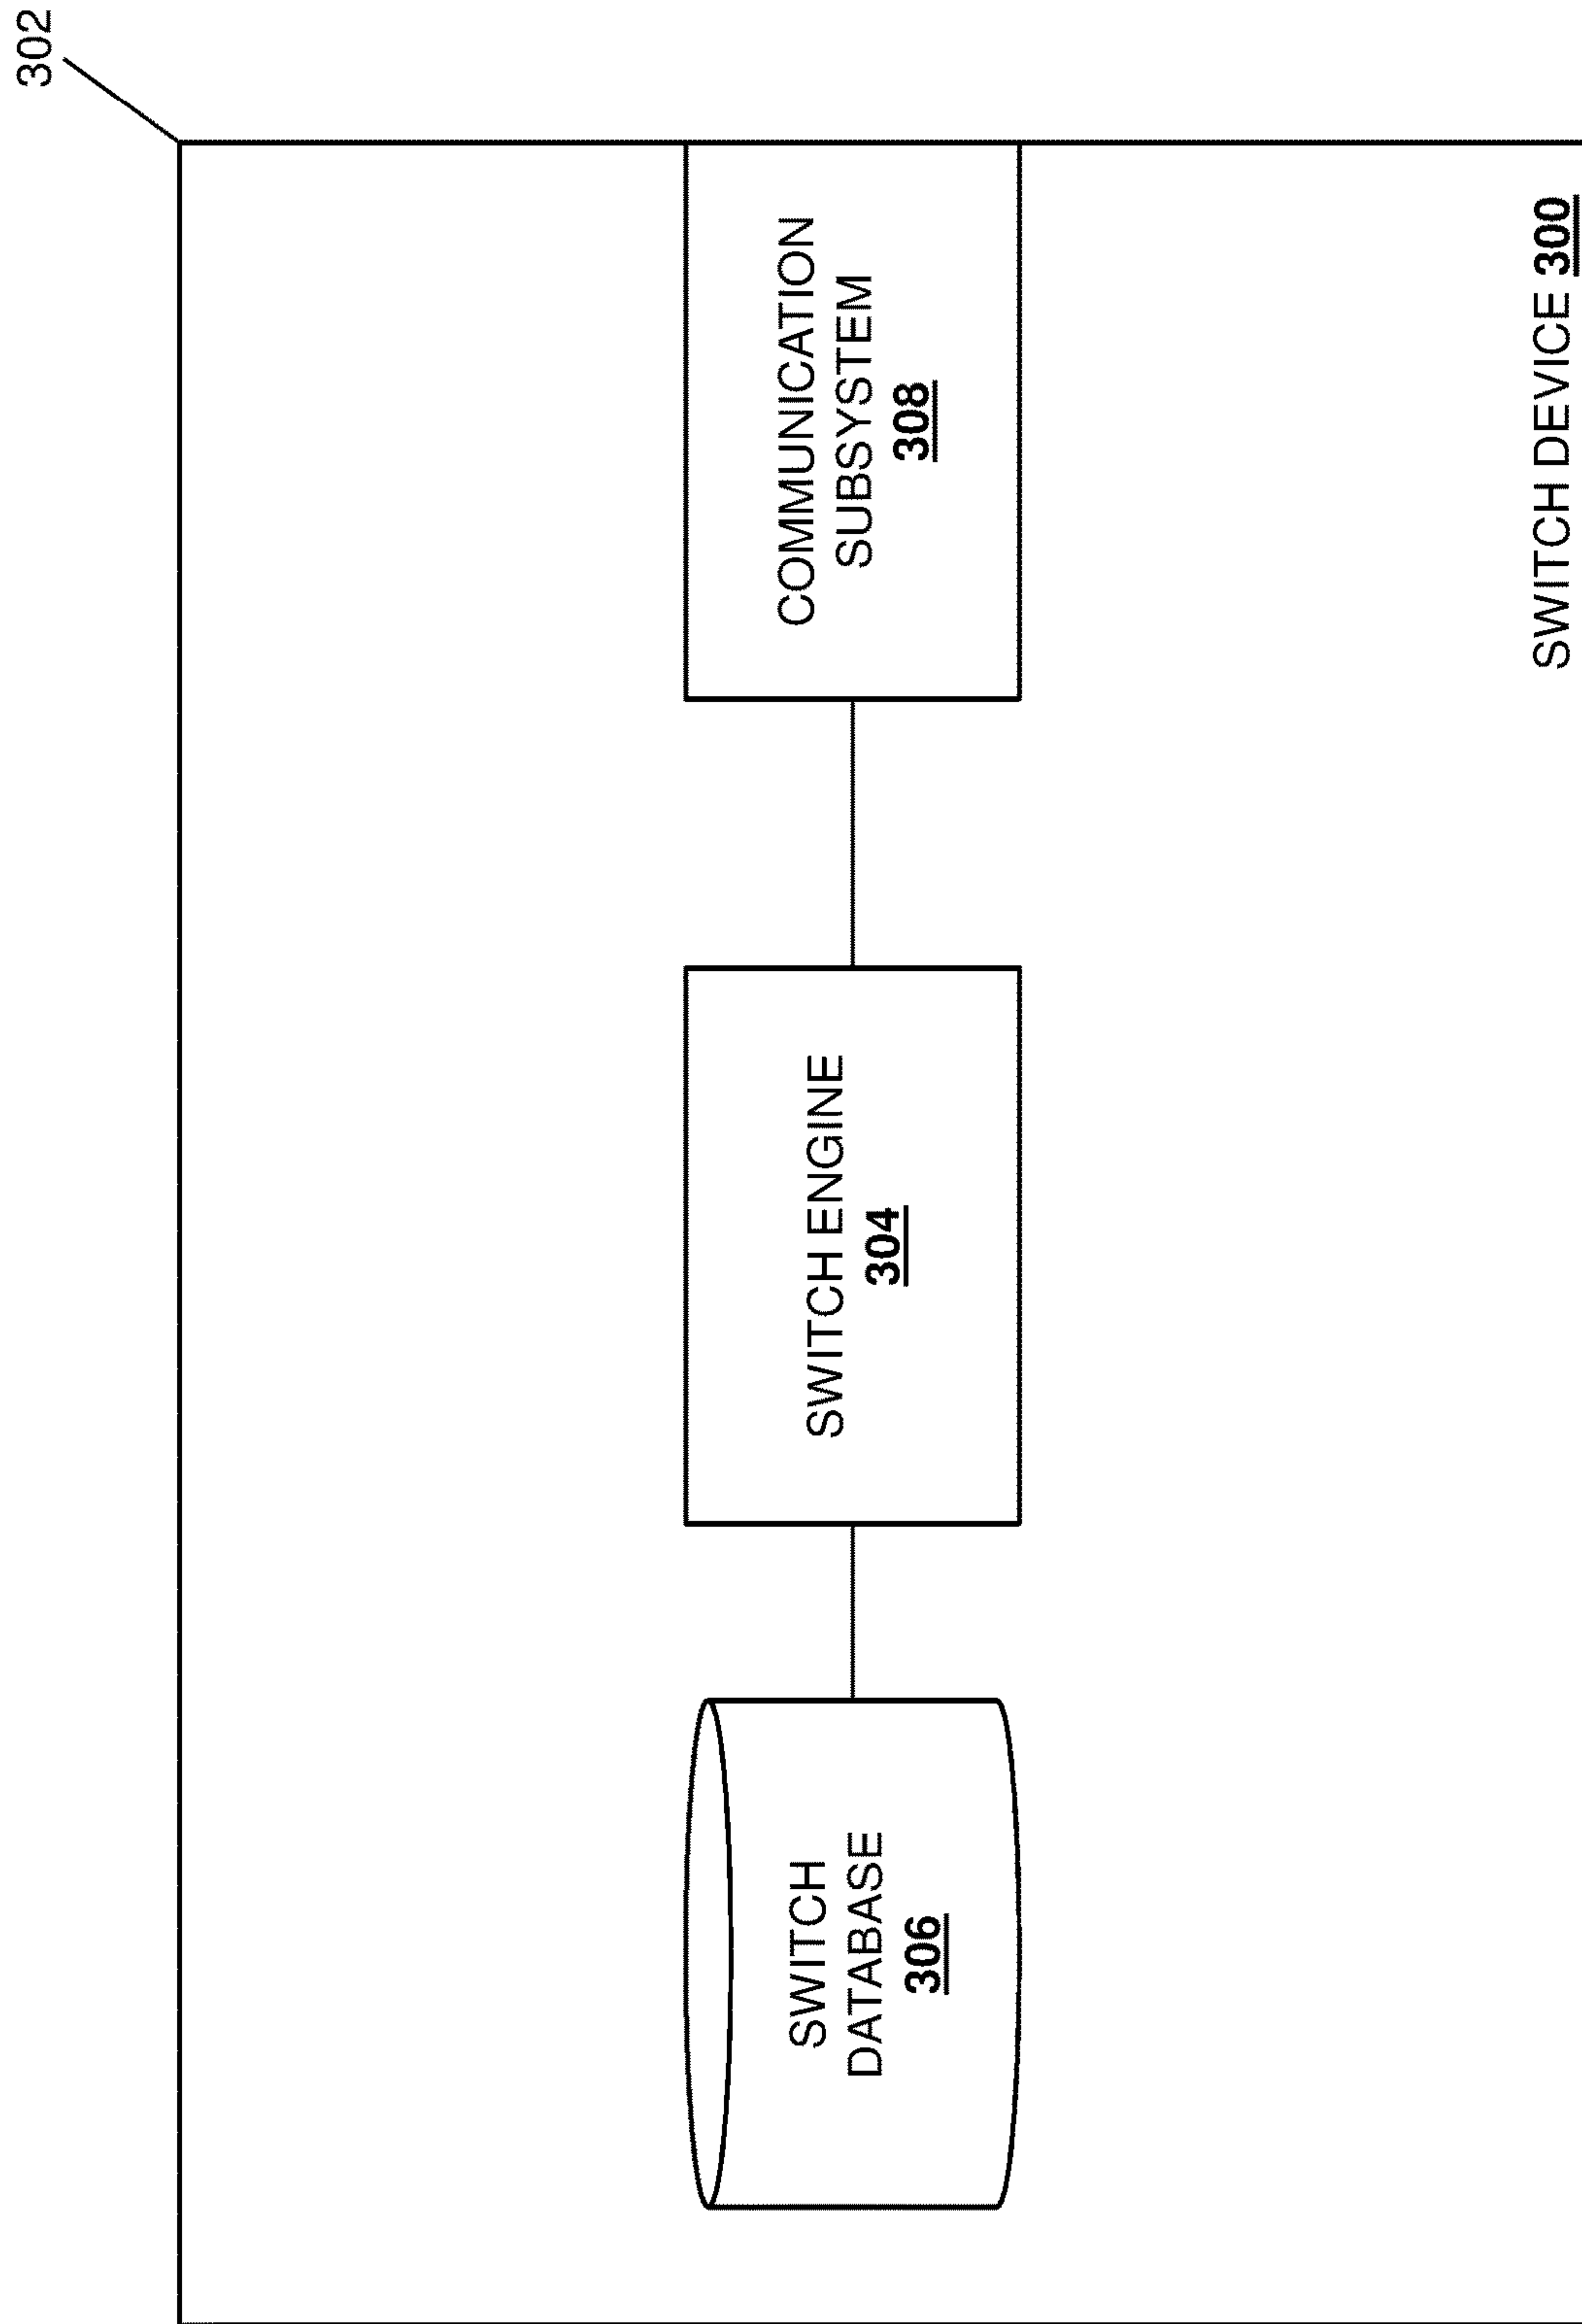 302
SWITCH
DATABASE
306
SWITCH ENGINE
304
COMMUNICATION
SUBSYSTEM
308
SWITCH DEVICE 300